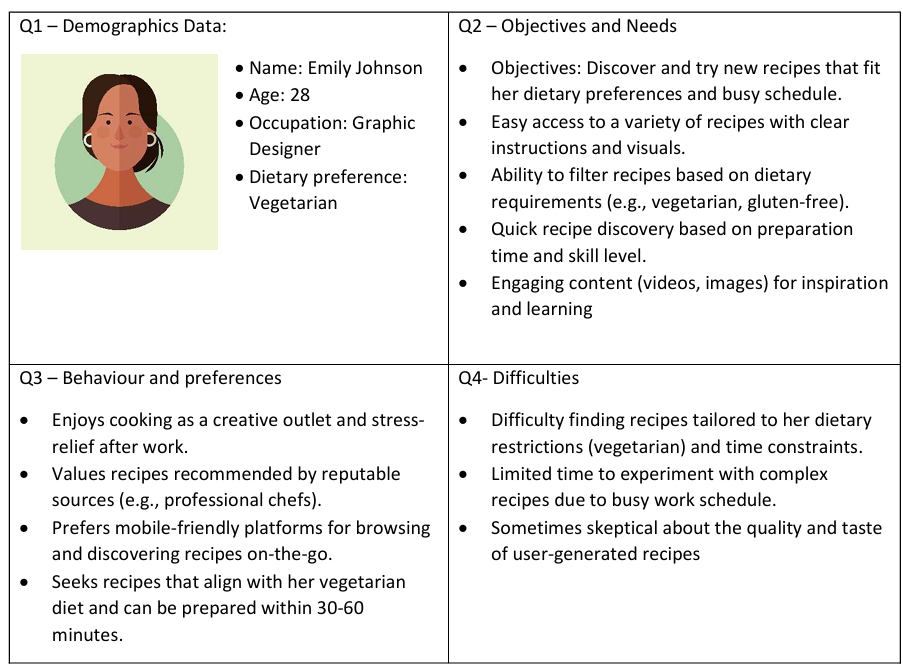 Q1 – Demographics Data:
• Name: Emily Johnson
• Age: 28
• Occupation: Graphic
Designer
• Dietary preference:
Vegetarian
Q2 – Objectives and Needs
• Objectives: Discover and try new recipes that fit
her dietary preferences and busy schedule.
• Easy access to a variety of recipes with clear
instructions and visuals.
• Ability to filter recipes based on dietary
requirements (e.g., vegetarian, gluten-free).
• Quick recipe discovery based on preparation
time and skill level.
• Engaging content (videos, images) for inspiration
and learning
Q3 – Behaviour and preferences
• Enjoys cooking as a creative outlet and stress-
relief after work.
• Values recipes recommended by reputable
sources (e.g., professional chefs).
• Prefers mobile-friendly platforms for browsing
and discovering recipes on-the-go.
• Seeks recipes that align with her vegetarian
diet and can be prepared within 30-60
minutes.
Q4- Difficulties
• Difficulty finding recipes tailored to her dietary
restrictions (vegetarian) and time constraints.
• Limited time to experiment with complex
recipes due to busy work schedule.
• Sometimes skeptical about the quality and taste
of user-generated recipes